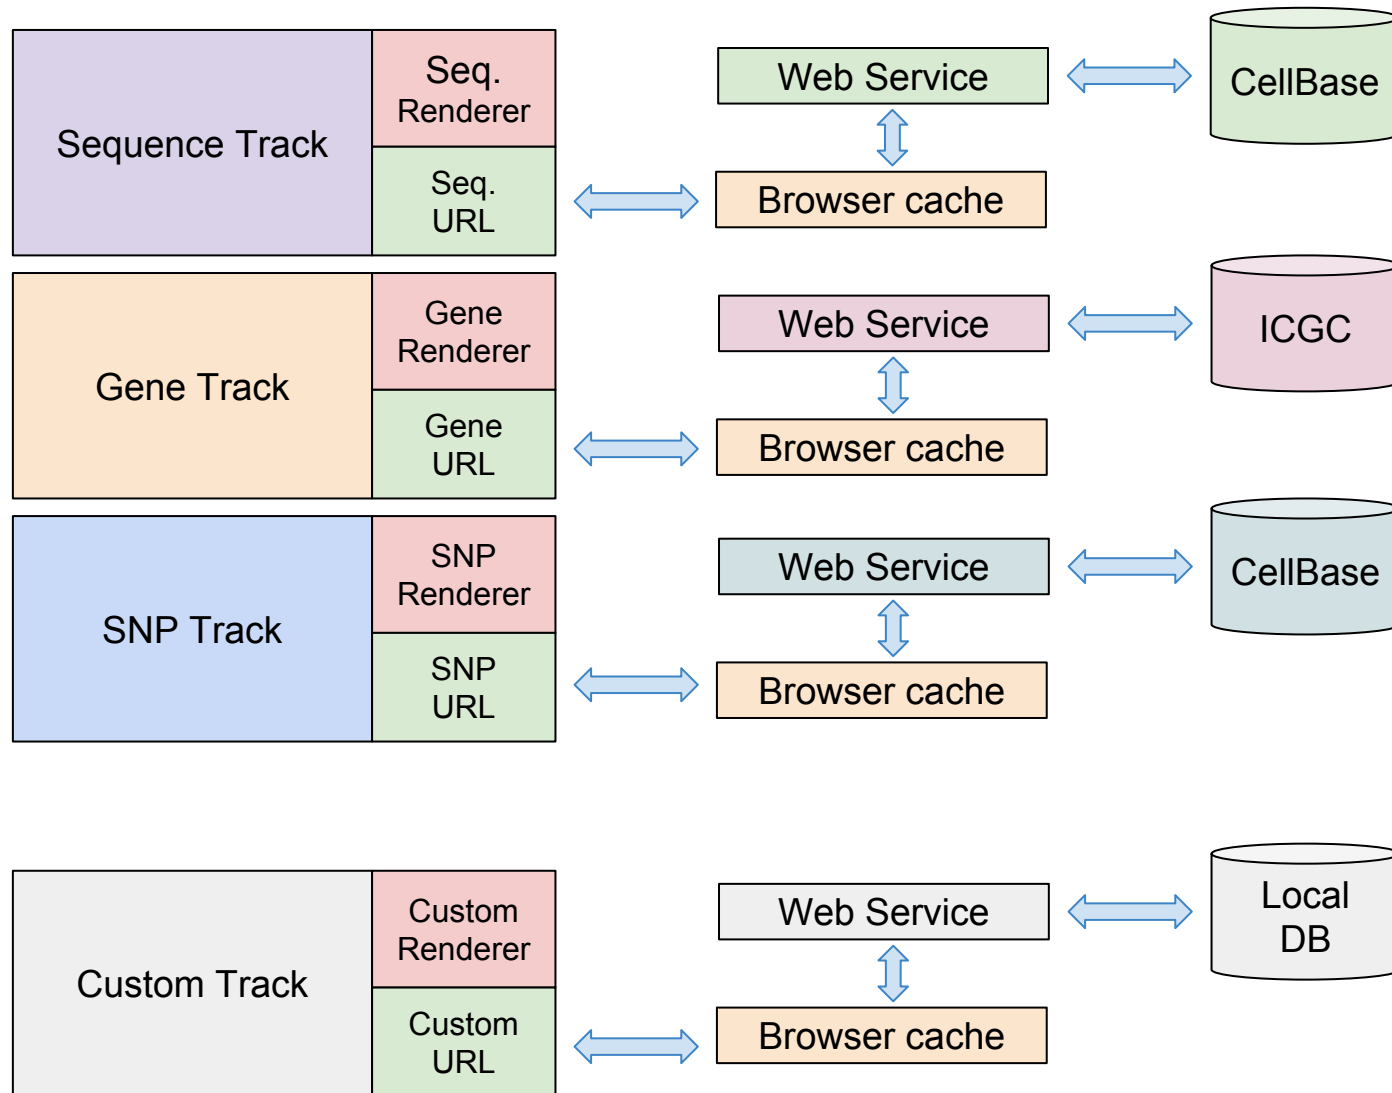 Sequence Track
Seq.
Renderer
Seq.
URL
Web Service
Browser cache
CellBase
Gene Track
Gene
Renderer
Gene
URL
Web Service
Browser cache
ICGC
SNP Track
SNP
Renderer
SNP
URL
Web Service
Browser cache
CellBase
Custom Track
Custom
Renderer
Custom
URL
Web Service
Browser cache
Local
DB